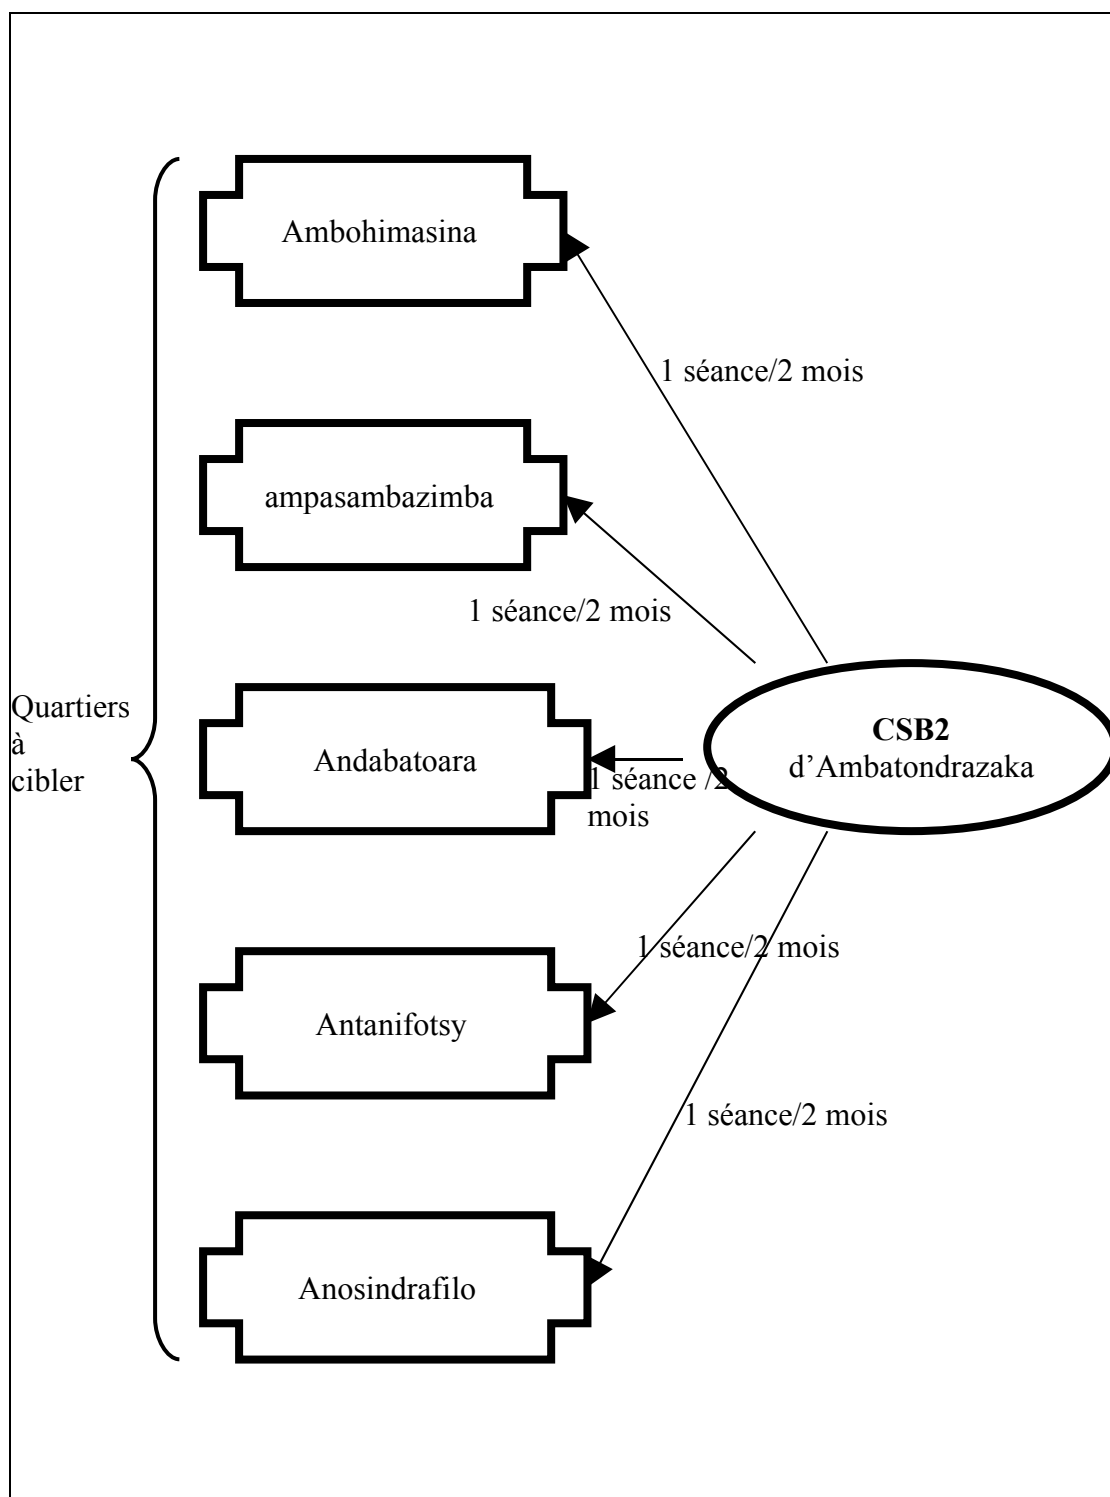 Ambohimasina
1 séance/2 mois
ampasambazimba
1 séance/2 mois
Quartiers
à
cibler
Andabatoara
1 séance /2
mois
CSB2
d’Ambatondrazaka
1 séance/2 mois
Antanifotsy
1 séance/2 mois
Anosindrafilo